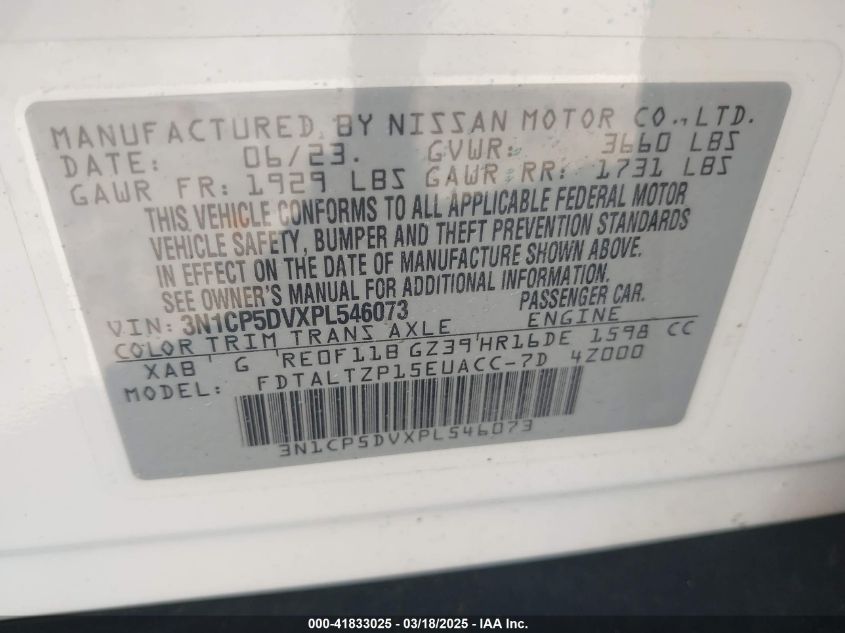 MANUFACTURED BY NISSAN MOTOR CO.,LTD.
DATE: 06/23. GVWR: 3660 LBS
GAWR FR: 1929 LBS GAWR RR: 1731 LBS
THIS VEHICLE CONFORMS TO ALL APPLICABLE FEDERAL MOTOR
VEHICLE SAFETY, BUMPER AND THEFT PREVENTION STANDARDS
IN EFFECT ON THE DATE OF MANUFACTURE SHOWN ABOVE.
SEE OWNER'S MANUAL FOR ADDITIONAL INFORMATION.
VIN: 3N1CP5DVXPL546073 PASSENGER CAR.
COLOR TRIM TRANS AXLE ENGINE
XAB G RE0F11B GZ39 HR16DE 1598 CC
MODEL: FDTALTZP15EUACC-7D 4Z000
3N1CP5DVXPL546073
000-41833025 - 03/18/2025 - IAA Inc.